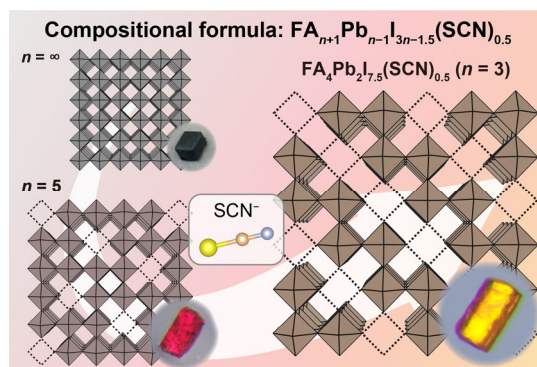 Compositional formula: FAₙ₊₁Pbₙ₋₁I₃ₙ₋₁.₅(SCN)₀.₅
n = ∞
FA₄Pb₂I₇.₅(SCN)₀.₅ (n = 3)
n = 5
SCN⁻